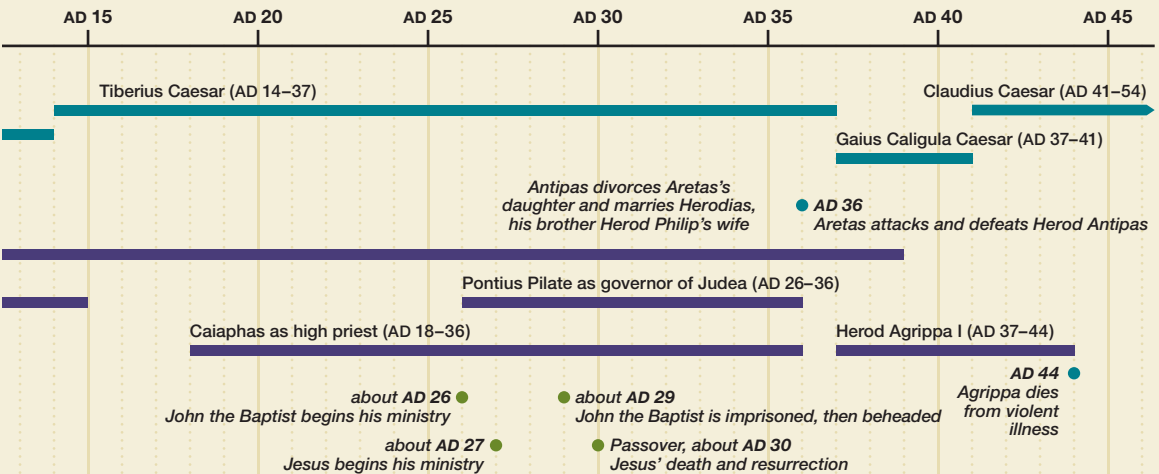 AD 15
AD 20
AD 25
AD 30
AD 35
AD 40
AD 45
Tiberius Caesar (AD 14–37)
Claudius Caesar (AD 41–54)
Gaius Caligula Caesar (AD 37–41)
Antipas divorces Aretas’s
daughter and marries Herodias,
his brother Herod Philip’s wife
AD 36
Aretas attacks and defeats Herod Antipas
Pontius Pilate as governor of Judea (AD 26–36)
Caiaphas as high priest (AD 18–36)
Herod Agrippa I (AD 37–44)
AD 44
Agrippa dies
from violent
illness
about AD 26
John the Baptist begins his ministry
about AD 29
John the Baptist is imprisoned, then beheaded
about AD 27
Jesus begins his ministry
Passover, about AD 30
Jesus’ death and resurrection